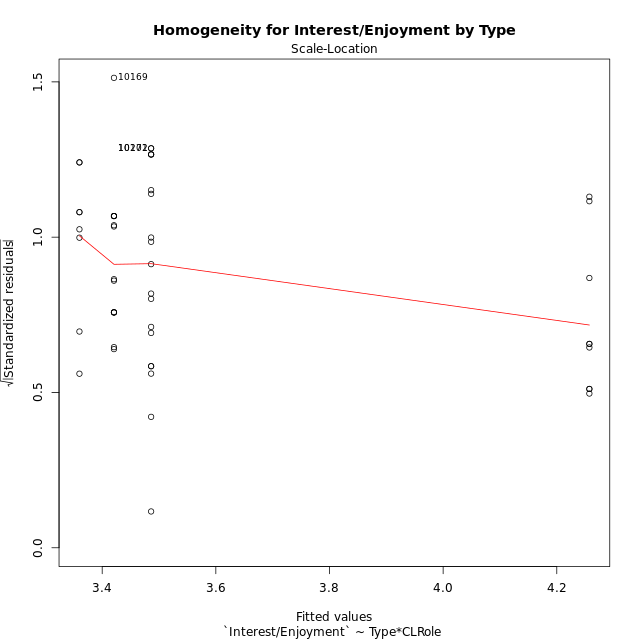 Homogeneity for Interest/Enjoyment by Type
Scale-Location
1.5
10169
1.0
√|Standardized residuals|
0.5
0.0
3.4 3.6 3.8 4.0 4.2
Fitted values
`Interest/Enjoyment` ~ Type*CLRole